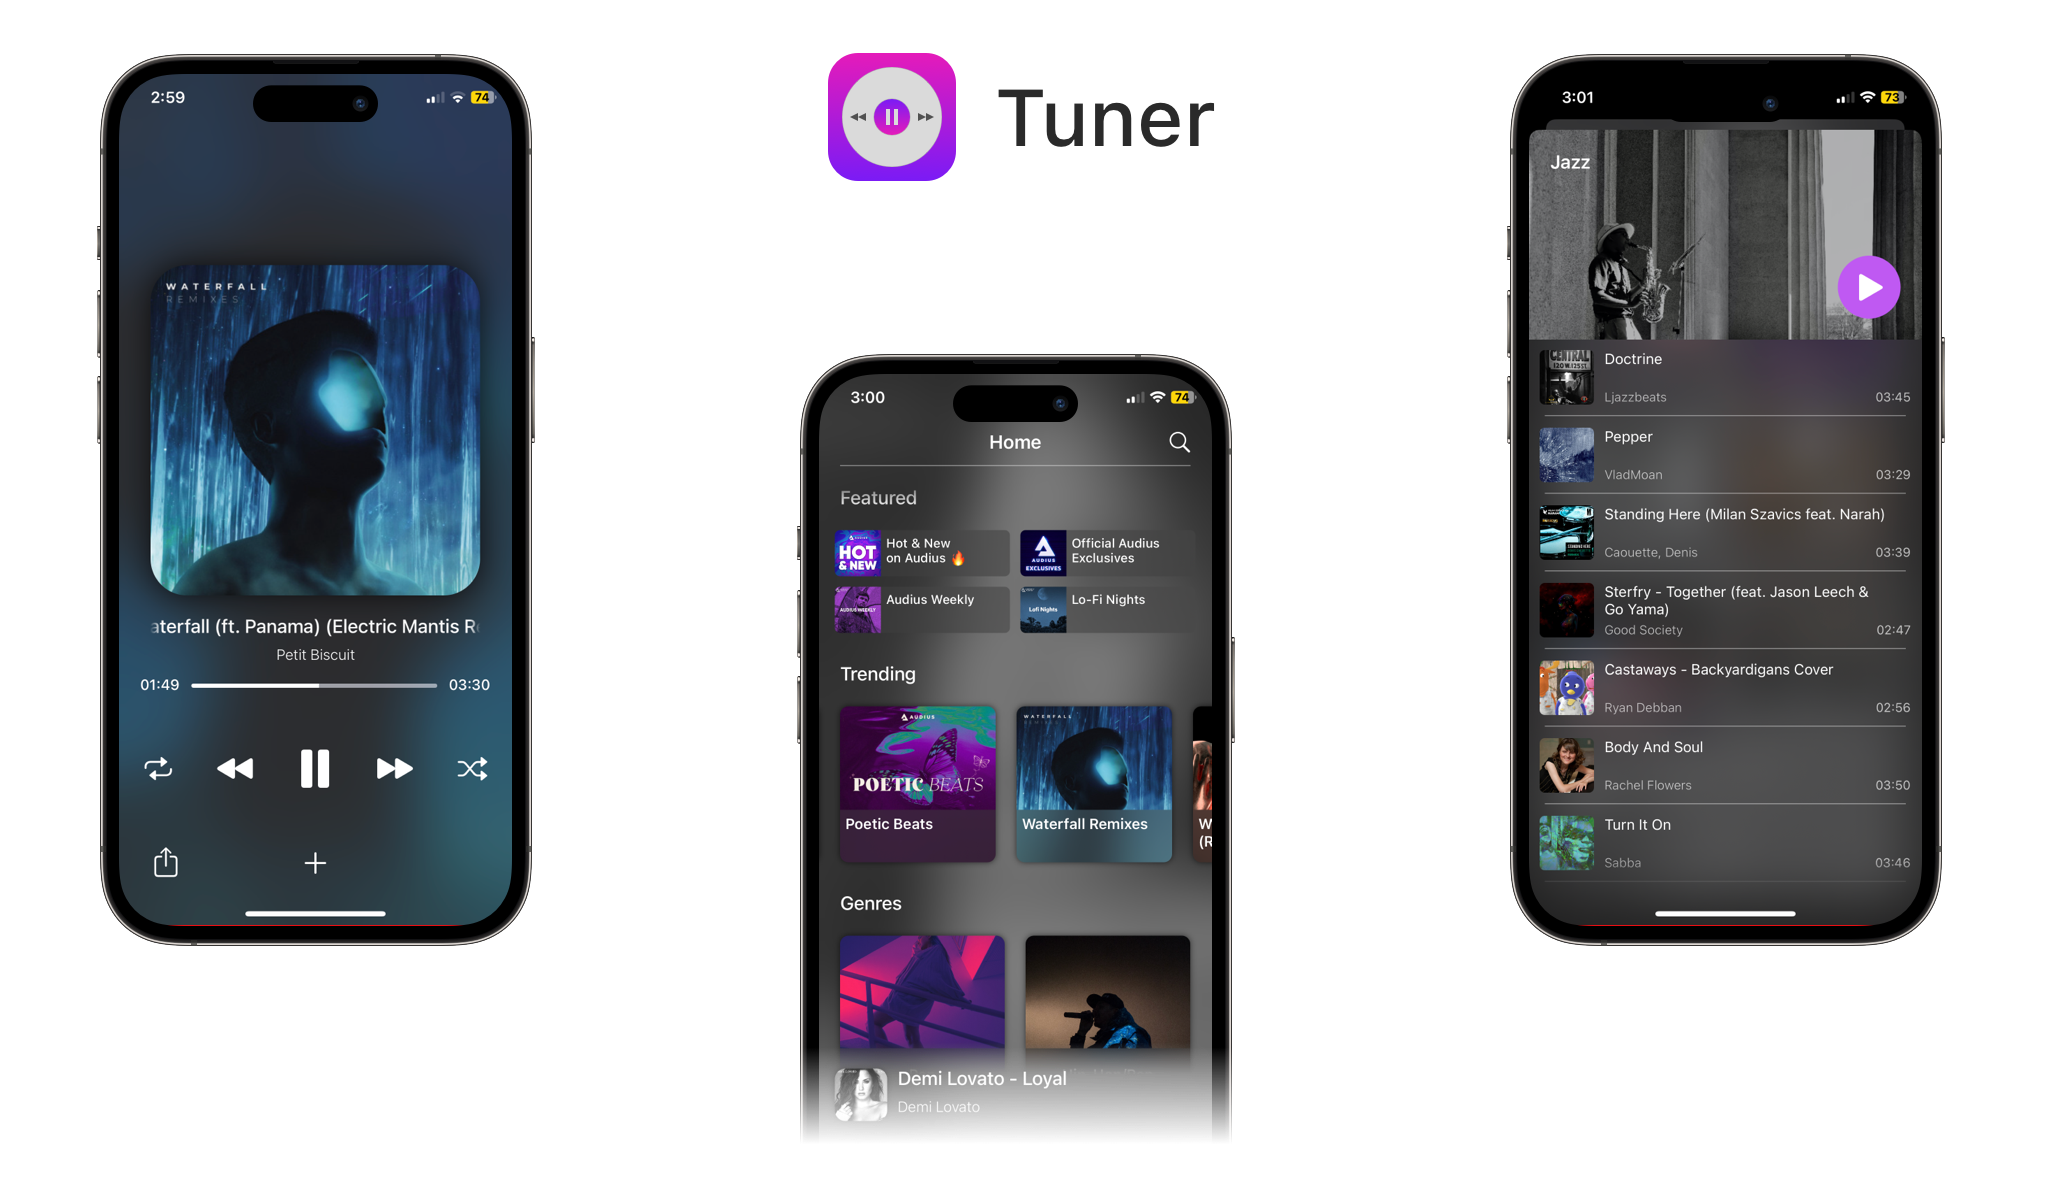 2:59
74
WATERFALL
REMIXES
aterfall (ft. Panama) (Electric Mantis R
Petit Biscuit
01:49
03:30
Tuner
3:00
74
Home
Featured
HOT
& NEW
Hot & New
on Audius 🔥
AUDIUS
EXCLUSIVES
Official Audius
Exclusives
AUDIUS WEEKLY
Audius Weekly
Lofi Nights
Lo-Fi Nights
Trending
AUDIUS
POETIC BEATS
Poetic Beats
WATERFALL
REMIXES
Waterfall Remixes
W
(R
Genres
Demi Lovato - Loyal
Demi Lovato
3:01
73
Jazz
CENTRAL
120 W. 125 ST.
Doctrine
Ljazzbeats
03:45
Pepper
VladMoan
03:29
Standing Here (Milan Szavics feat. Narah)
Caouette, Denis
03:39
Sterfry - Together (feat. Jason Leech &
Go Yama)
Good Society
02:47
Castaways - Backyardigans Cover
Ryan Debban
02:56
Body And Soul
Rachel Flowers
03:50
Turn It On
Sabba
03:46